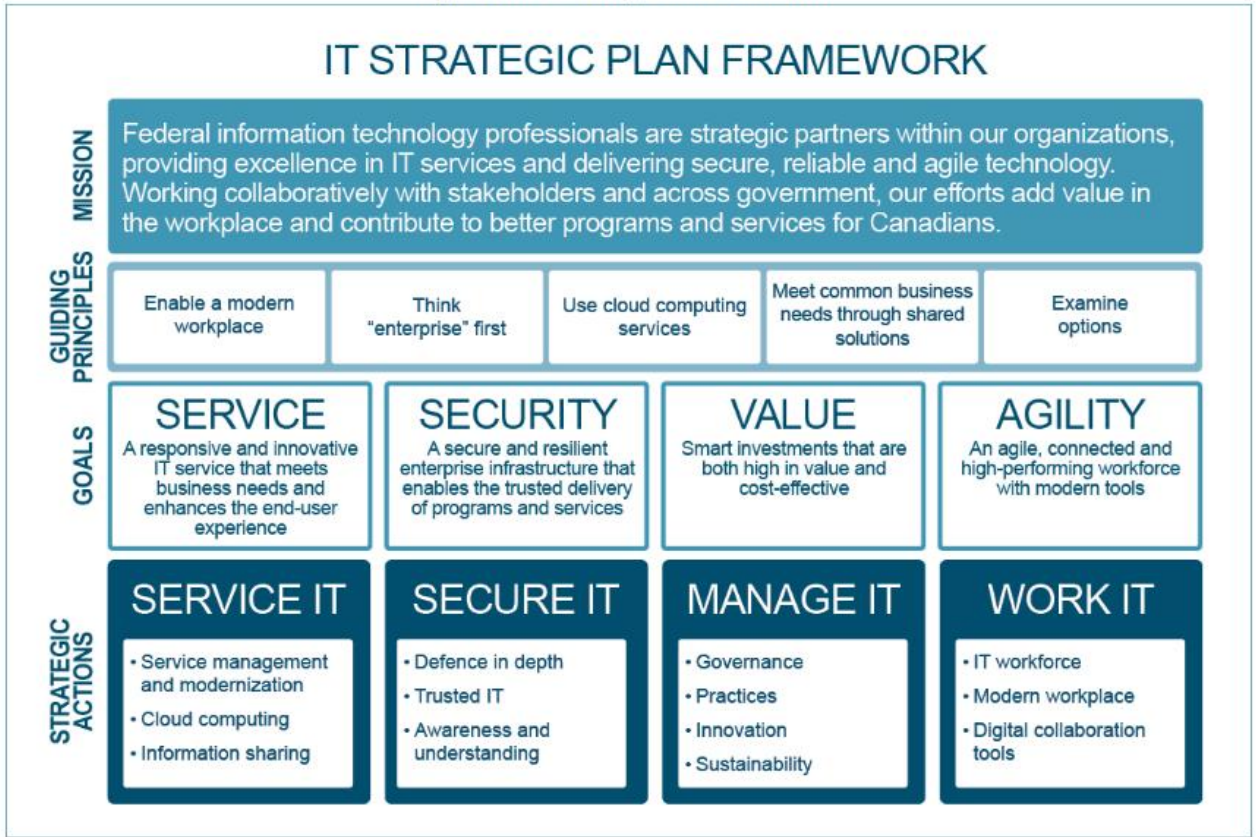 IT STRATEGIC PLAN FRAMEWORK
MISSION
Federal information technology professionals are strategic partners within our organizations,
providing excellence in IT services and delivering secure, reliable and agile technology.
Working collaboratively with stakeholders and across government, our efforts add value in
the workplace and contribute to better programs and services for Canadians.
GUIDING
PRINCIPLES
Enable a modern
workplace
Think
“enterprise” first
Use cloud computing
services
Meet common business
needs through shared
solutions
Examine
options
GOALS
SERVICE
A responsive and innovative
IT service that meets
business needs and
enhances the end-user
experience
SECURITY
A secure and resilient
enterprise infrastructure that
enables the trusted delivery
of programs and services
VALUE
Smart investments that are
both high in value and
cost-effective
AGILITY
An agile, connected and
high-performing workforce
with modern tools
STRATEGIC
ACTIONS
SERVICE IT
• Service management
and modernization
• Cloud computing
• Information sharing
SECURE IT
• Defence in depth
• Trusted IT
• Awareness and
understanding
MANAGE IT
• Governance
• Practices
• Innovation
• Sustainability
WORK IT
• IT workforce
• Modern workplace
• Digital collaboration
tools